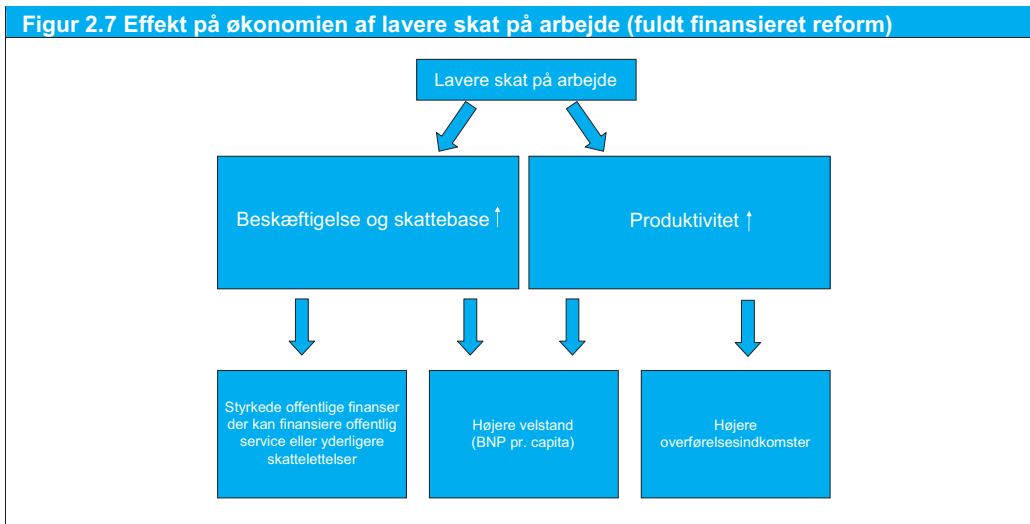 Figur 2.7 Effekt på økonomien af lavere skat på arbejde (fuldt finansieret reform)
Lavere skat på arbejde
Beskæftigelse og skattebase ↑
Produktivitet ↑
Styrkede offentlige finanser
der kan finansiere offentlig
service eller yderligere
skattelettelser
Højere velstand
(BNP pr. capita)
Højere
overførelsesindkomster